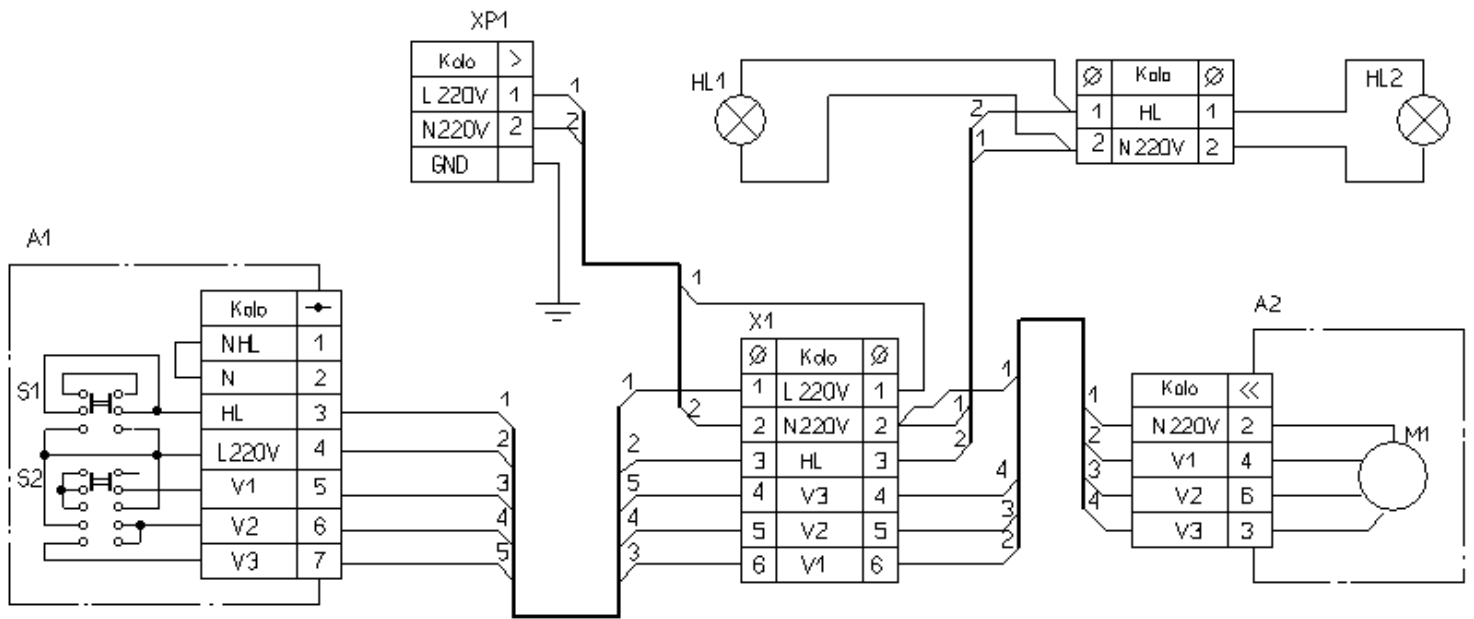 XP1
Kolo >
L 220V 1
N220V 2
GND
1
2
HL1
Ø Kolo Ø
1 HL 1
2 N220V 2
HL2
2
1
A1
Kolo
NHL 1
N 2
HL 3
L220V 4
V1 5
V2 6
V3 7
S1
S2
1
2
3
4
5
1
2
5
4
3
1
2
X1
Ø Kolo Ø
1 L 220V 1
2 N220V 2
3 HL 3
4 V3 4
5 V2 5
6 V1 6
1
2
1
4
3
2
1
2
3
4
A2
Kolo <<
N220V 2
V1 4
V2 6
V3 3
M1